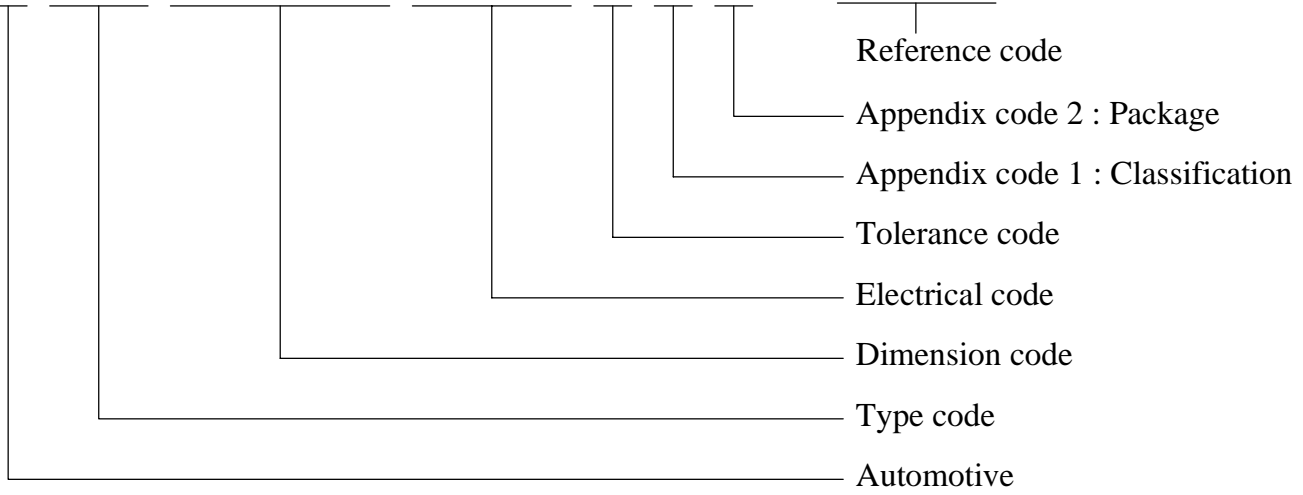 Reference code
Appendix code 2 : Package
Appendix code 1 : Classification
Tolerance code
Electrical code
Dimension code
Type code
Automotive